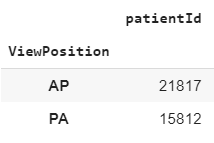 patientId
ViewPosition
AP 21817
PA 15812